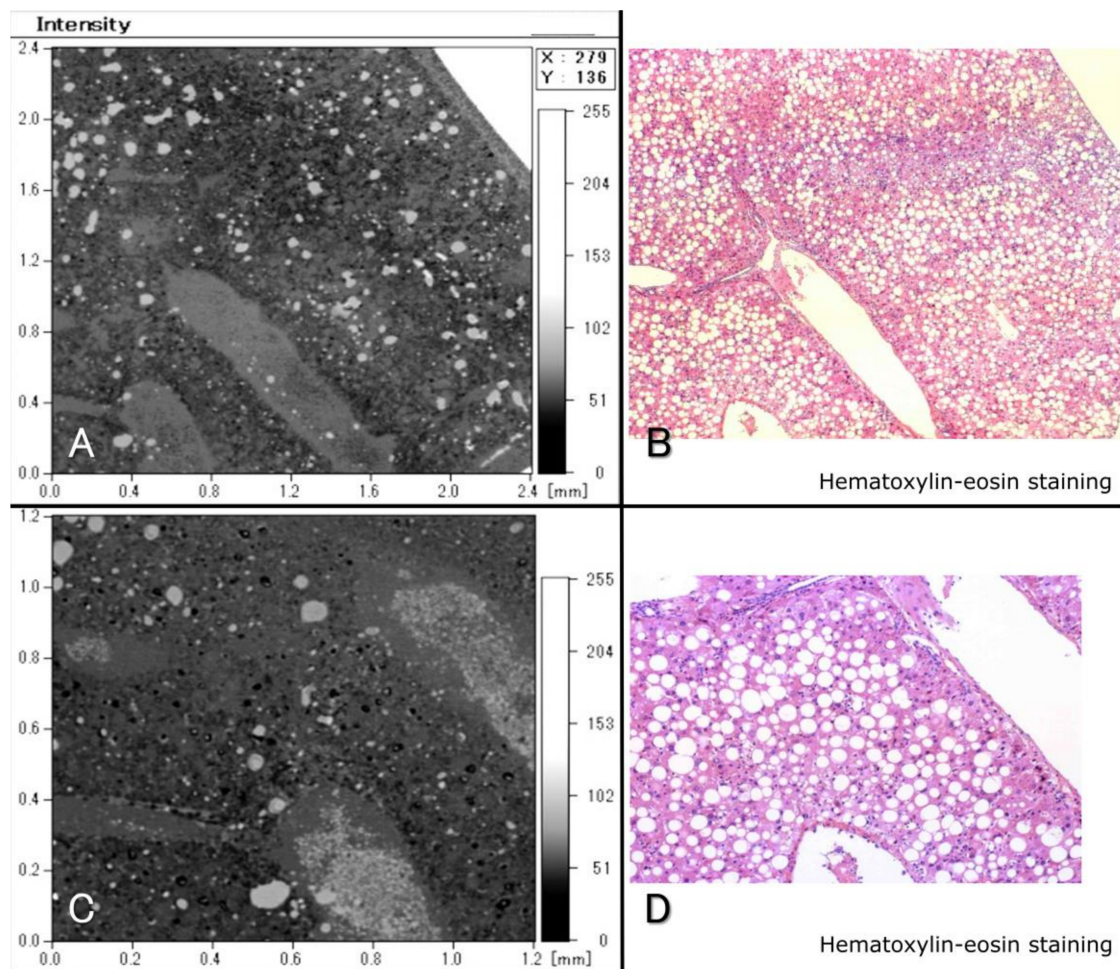 Intensity
X : 279
Y : 136
2.4
2.0
1.6
1.2
0.8
0.4
0.0
0.0 0.4 0.8 1.2 1.6 2.0 2.4 [mm]
255
204
153
102
51
0
A
B
Hematoxylin-eosin staining
1.2
1.0
0.8
0.6
0.4
0.2
0.0
0.0 0.2 0.4 0.6 0.8 1.0 1.2 [mm]
255
204
153
102
51
0
C
D
Hematoxylin-eosin staining